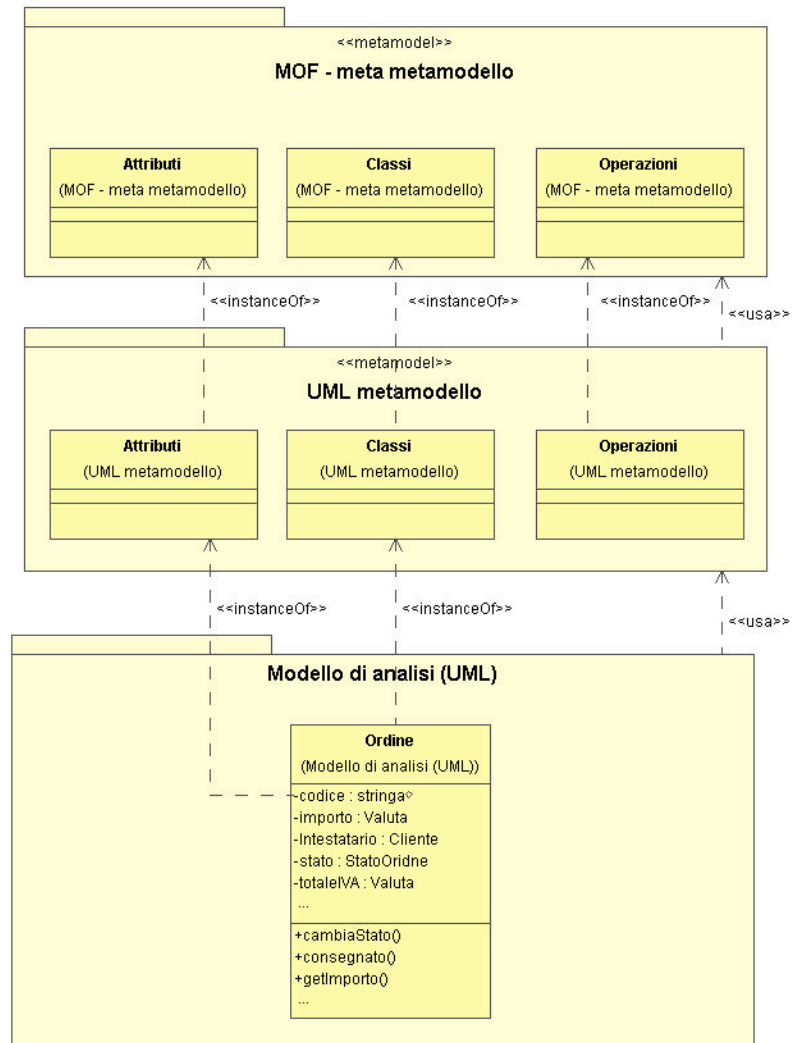 <<metamodel>>
MOF - meta metamodello
Attributi
(MOF - meta metamodello)
Classi
(MOF - meta metamodello)
Operazioni
(MOF - meta metamodello)
<<instanceOf>>
<<instanceOf>>
<<instanceOf>>
<<usa>>
<<metamodel>>
UML metamodello
Attributi
(UML metamodello)
Classi
(UML metamodello)
Operazioni
(UML metamodello)
<<instanceOf>>
<<instanceOf>>
<<usa>>
Modello di analisi (UML)
Ordine
(Modello di analisi (UML))
-codice : stringa
-importo : Valuta
-Intestatario : Cliente
-stato : StatoOridne
-totaleIVA : Valuta
...
+cambiaStato()
+consegnato()
+getImporto()
...